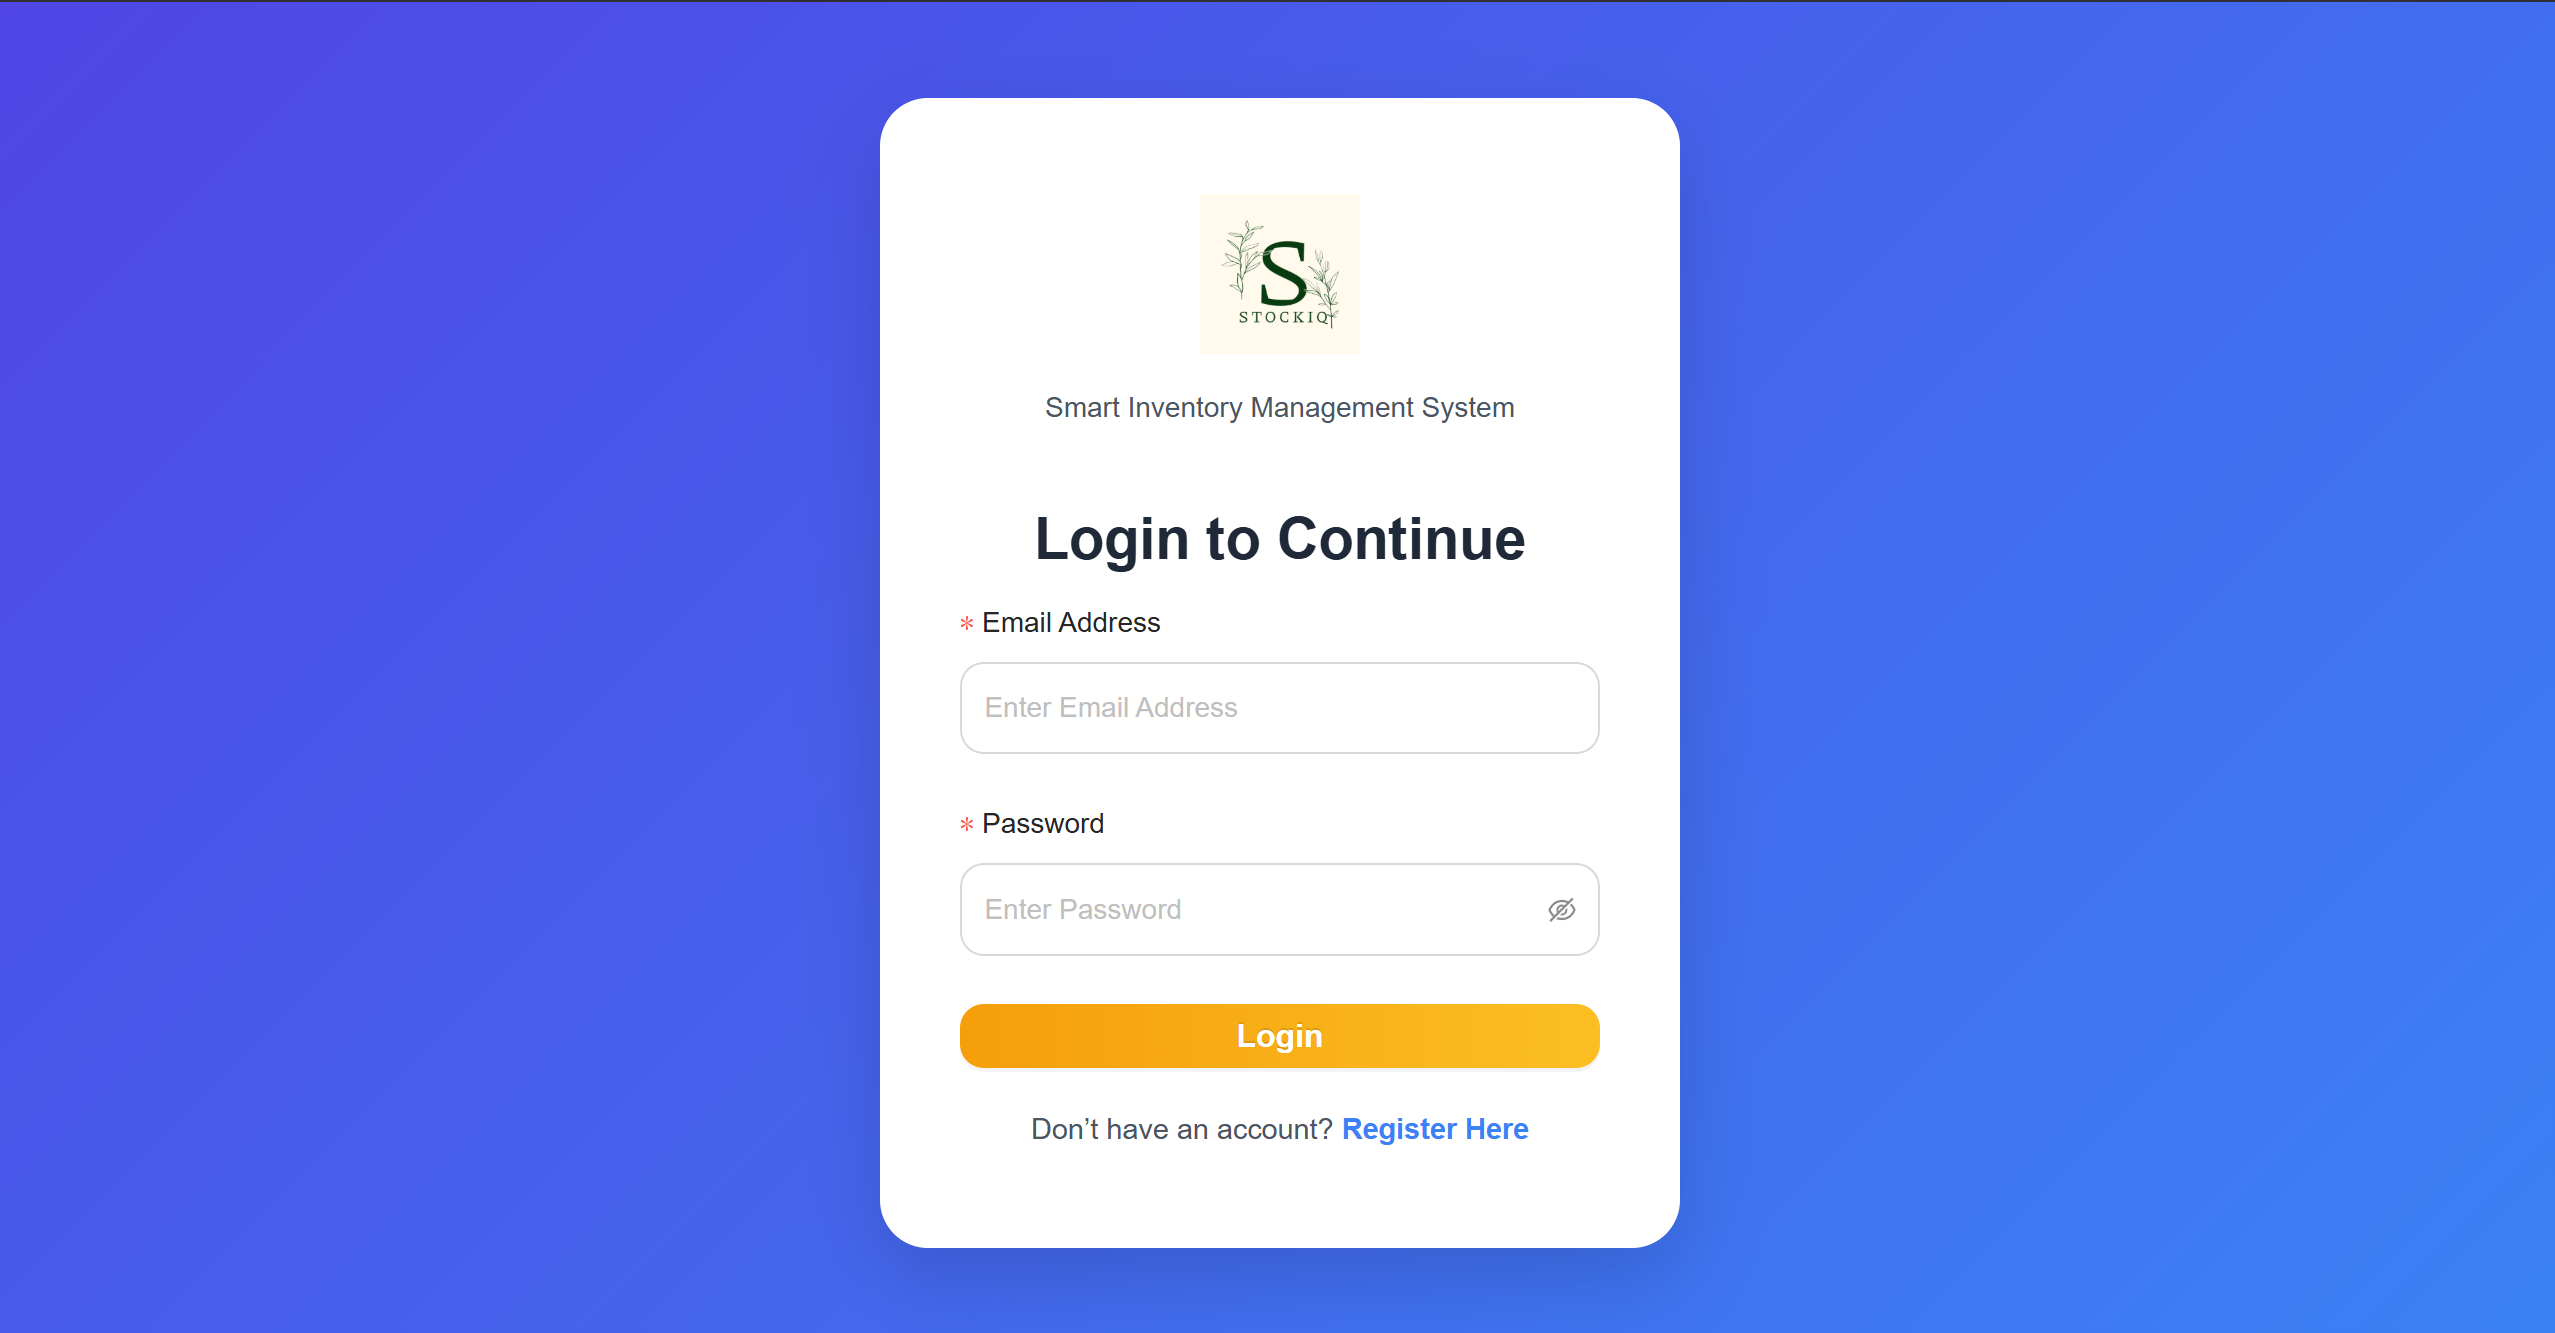 S
STOCKIQ
Smart Inventory Management System
Login to Continue
* Email Address
Enter Email Address
* Password
Enter Password
Login
Don’t have an account? Register Here